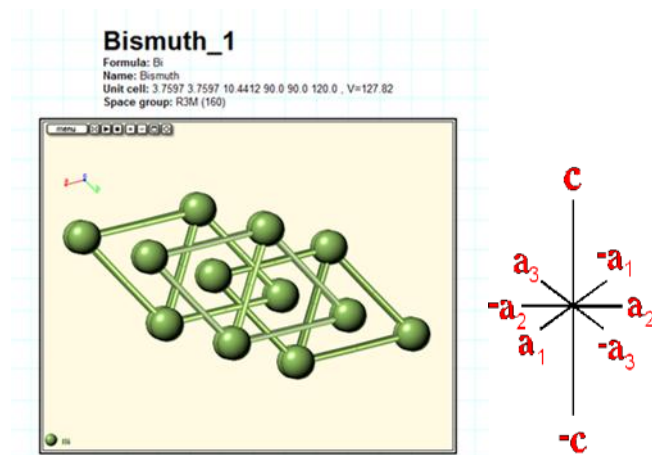 Bismuth_1
Formula: Bi
Name: Bismuth
Unit cell: 3.7597 3.7597 10.4412 90.0 90.0 120.0 , V=127.82
Space group: R3M (160)
menu
Bi
c
a3 -a1
-a2 a2
a1 -a3
-c